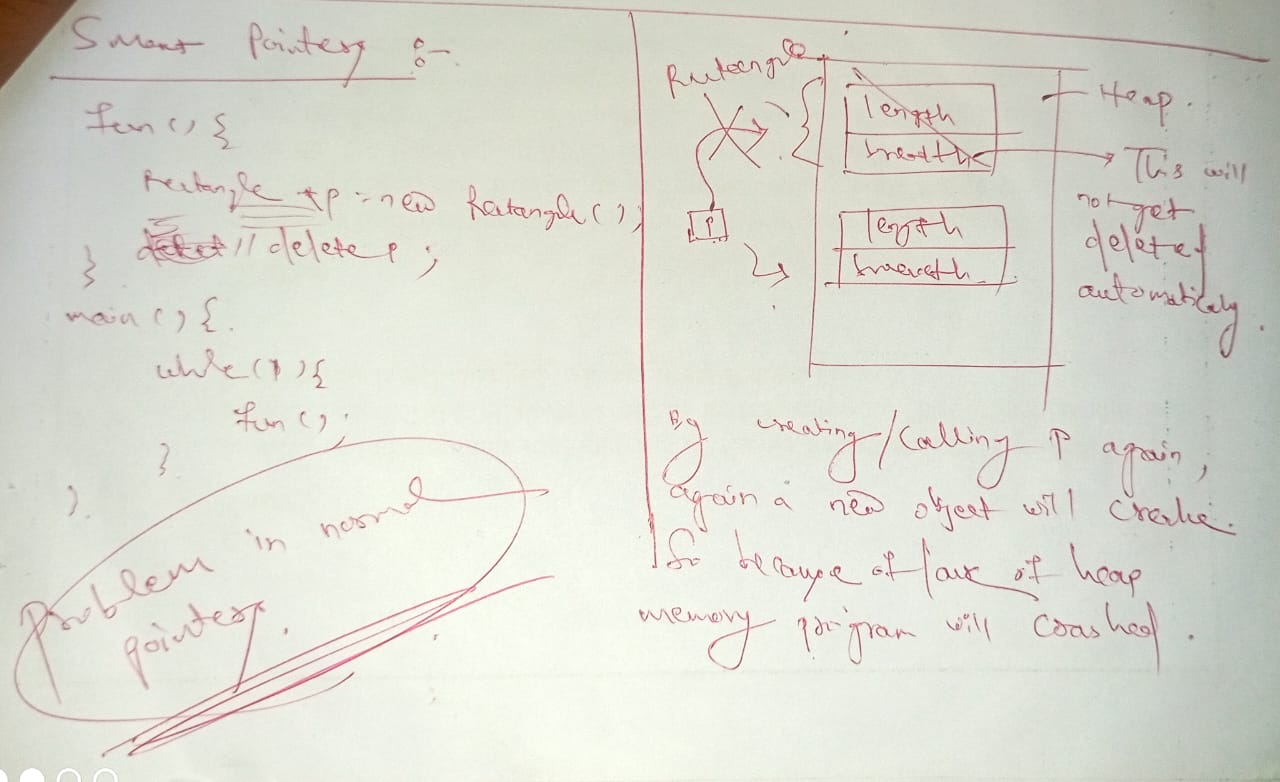 Smart Pointers :-
fun() {
Rectangle *p = new Rectangle();
// delete p;
}
main() {
while(1) {
fun();
}
}
problem in normal
pointers.
Rectangle
p
length
breadth
length
breadth
Heap.
This will
not get
deleted
automatically.
By creating/calling p again,
again a new object will create.
So because of lack of heap
memory program will crashed.